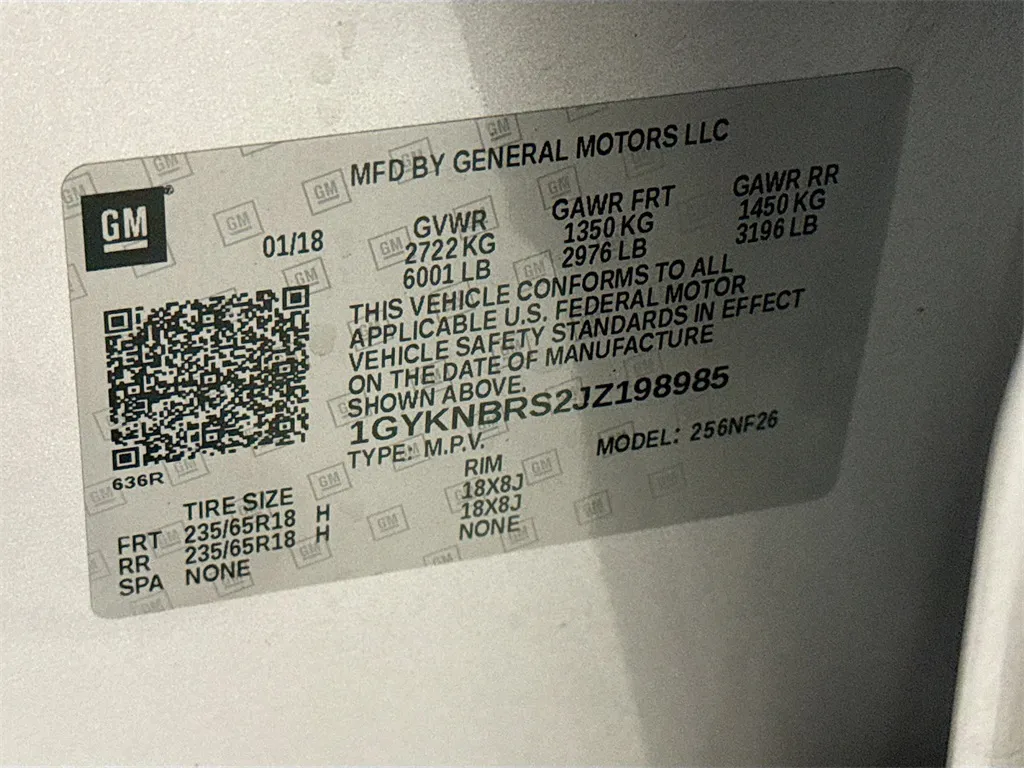 MFD BY GENERAL MOTORS LLC
GM
01/18
GVWR GAWR FRT GAWR RR
2722 KG 1350 KG 1450 KG
6001 LB 2976 LB 3196 LB
THIS VEHICLE CONFORMS TO ALL
APPLICABLE U.S. FEDERAL MOTOR
VEHICLE SAFETY STANDARDS IN EFFECT
ON THE DATE OF MANUFACTURE
SHOWN ABOVE.
1GYKNBRS2JZ198985
TYPE: M.P.V. MODEL: 256NF26
636R
TIRE SIZE RIM
FRT 235/65R18 H 18X8J
RR 235/65R18 H 18X8J
SPA NONE NONE